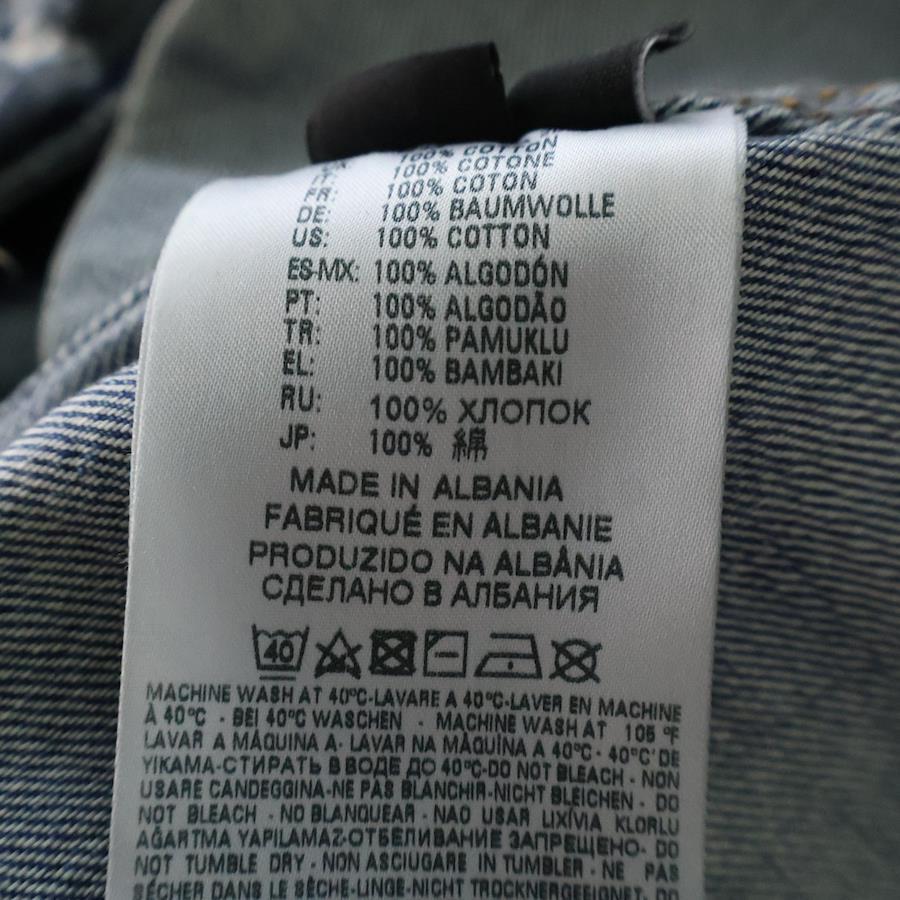 100% COTTON
100% COTONE
FR: 100% COTON
DE: 100% BAUMWOLLE
US: 100% COTTON
ES-MX: 100% ALGODÓN
PT: 100% ALGODÃO
TR: 100% PAMUKLU
EL: 100% BAMBAKI
RU: 100% ХЛОПОК
JP: 100% 綿
MADE IN ALBANIA
FABRIQUÉ EN ALBANIE
PRODUZIDO NA ALBÂNIA
СДЕЛАНО В АЛБАНИЯ
40
MACHINE WASH AT 40°C-LAVARE A 40°C-LAVER EN MACHINE
À 40°C - BEI 40°C WASCHEN - MACHINE WASH AT 105 °F
LAVAR A MÁQUINA A- LAVAR NA MÁQUÍNA A 40°C - 40°C'DE
YIKAMA-СТИРАТЬ В ВОДЕ ДО 40°C-DO NOT BLEACH - NON
USARE CANDEGGINA-NE PAS BLANCHIR-NICHT BLEICHEN - DO
NOT BLEACH - NO BLANQUEAR - NAO USAR LIXÍVIA KLORLU
AĞARTMA YAPILAMAZ-ОТБЕЛИВАНИЕ ЗАПРЕЩЕНО- DO
NOT TUMBLE DRY - NON ASCIUGARE IN TUMBLER - NE PAS
SÉCHER DANS LE SÈCHE-LINGE-NICHT TROCKNERGEEIGNET- DO